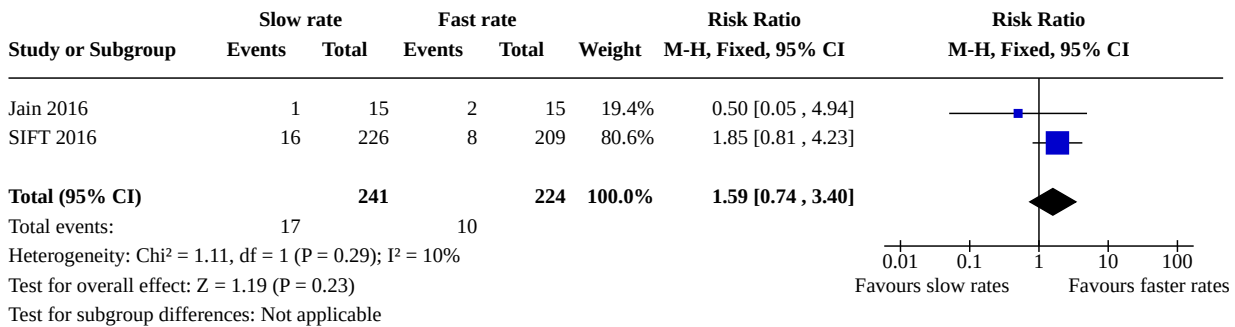 Slow rate Fast rate Risk Ratio Risk Ratio
Study or Subgroup Events Total Events Total Weight M-H, Fixed, 95% CI M-H, Fixed, 95% CI
Jain 2016 1 15 2 15 19.4% 0.50 [0.05 , 4.94]
SIFT 2016 16 226 8 209 80.6% 1.85 [0.81 , 4.23]
Total (95% CI) 241 224 100.0% 1.59 [0.74 , 3.40]
Total events: 17 10
Heterogeneity: Chi² = 1.11, df = 1 (P = 0.29); I² = 10%
0.01 0.1 1 10 100
Test for overall effect: Z = 1.19 (P = 0.23)
Favours slow rates Favours faster rates
Test for subgroup differences: Not applicable